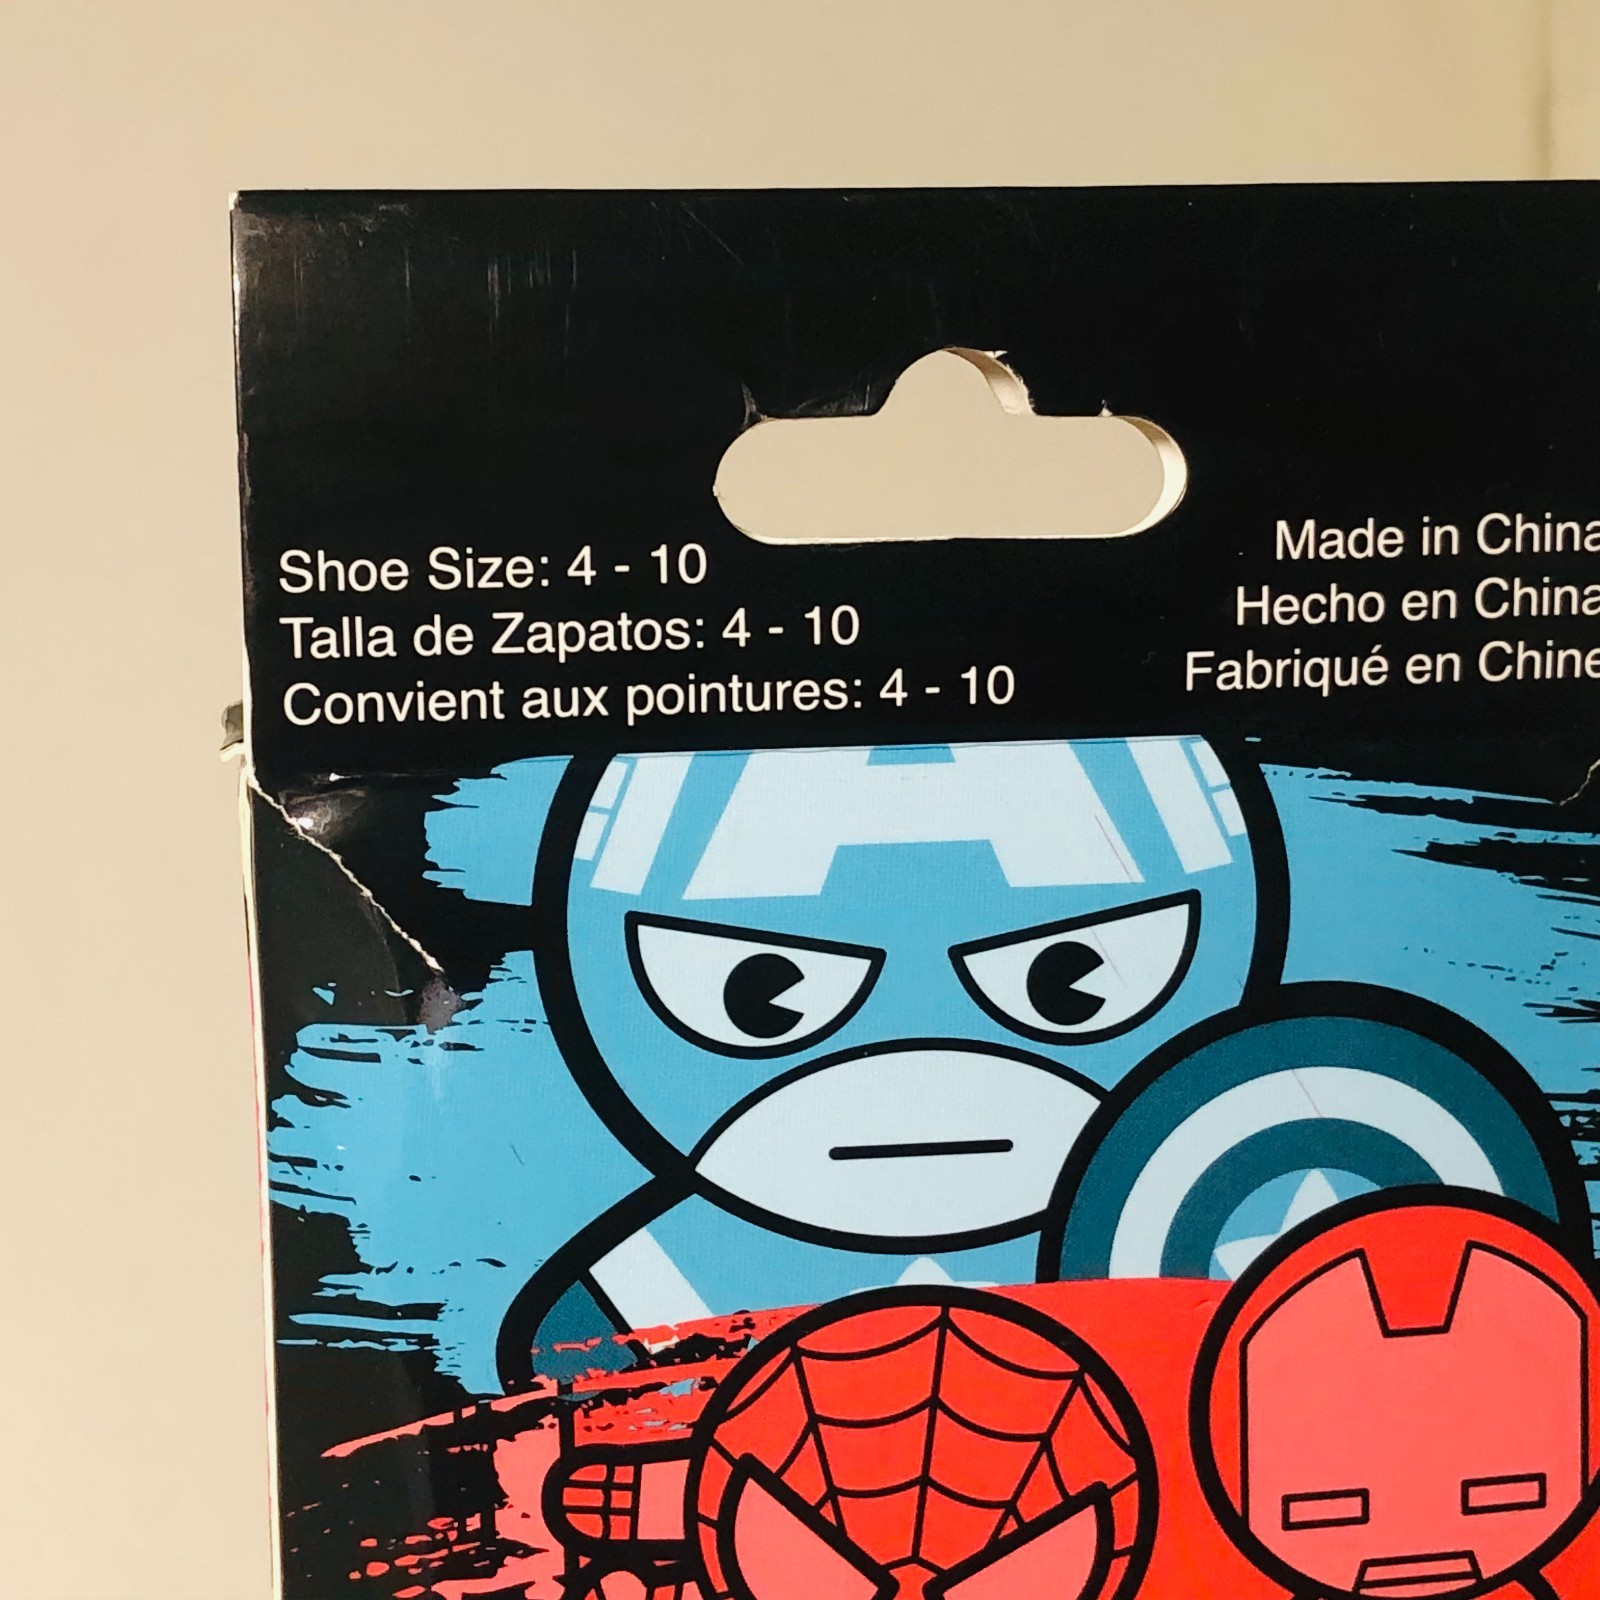 Shoe Size: 4 - 10
Talla de Zapatos: 4 - 10
Convient aux pointures: 4 - 10
Made in China
Hecho en China
Fabriqué en Chine
A